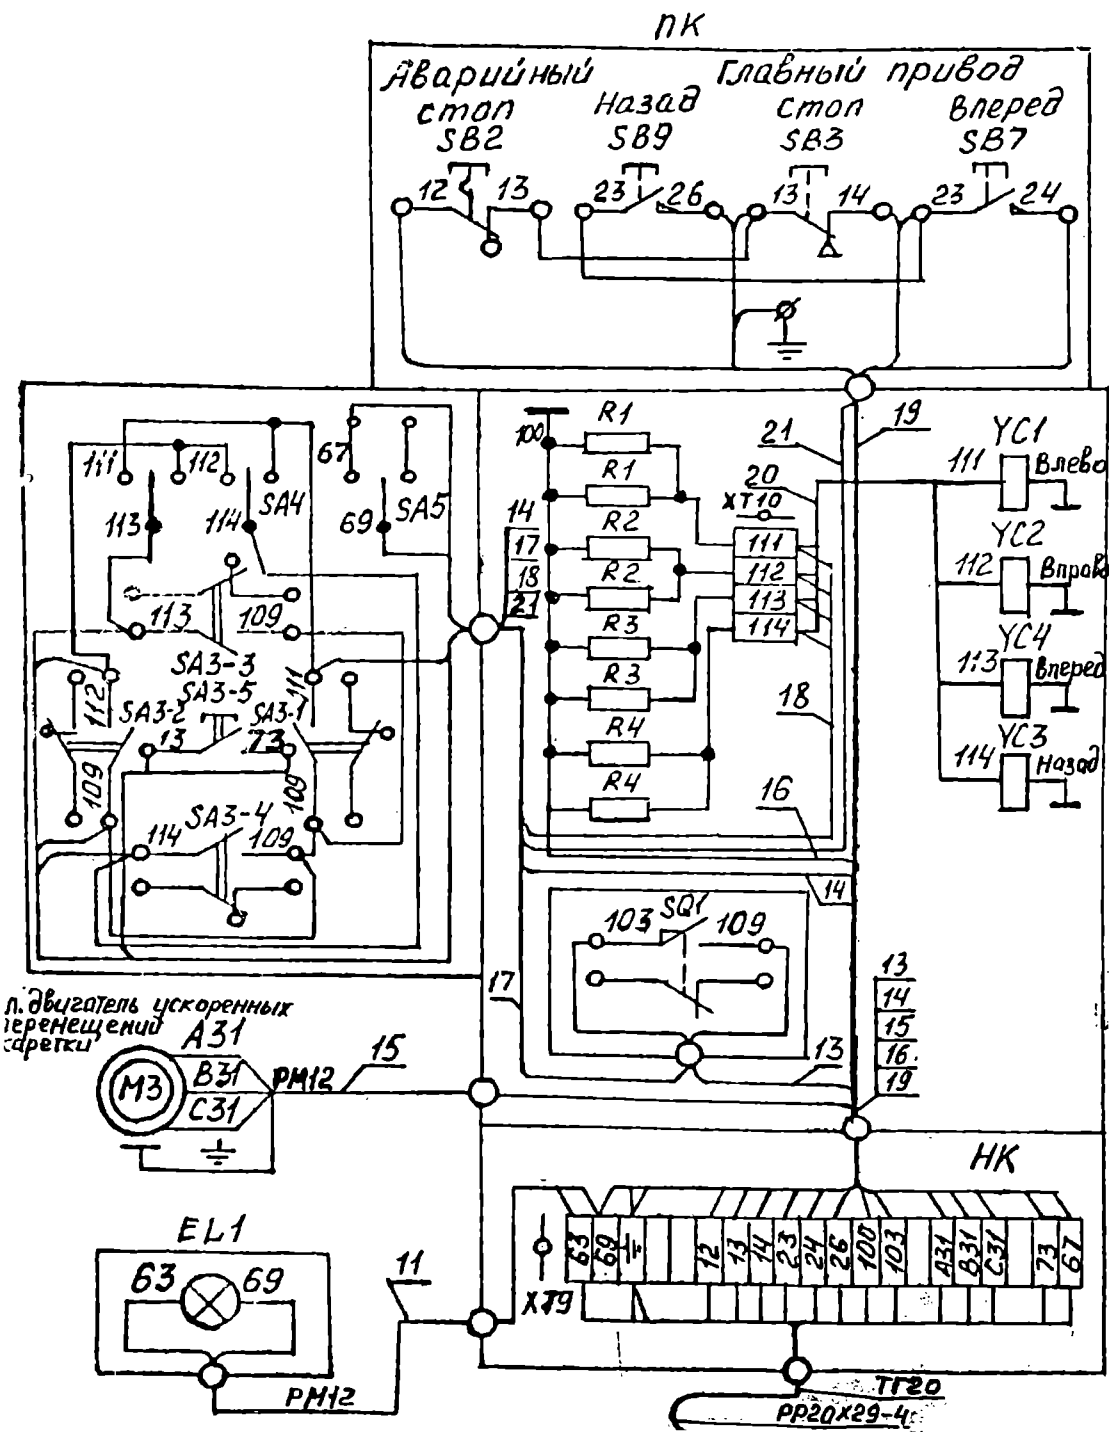 ПК
Аварийный
стоп
SB2
Назад
SB9
Главный привод
стоп
SB3
Вперед
SB7
12 13 23 26 13 14 23 24
100
R1
R1
R2
R2
R3
R3
R4
R4
XT10
111
112
113
114
14
17
18
21
21
20
19
18
16
14
111 YC1 Влево
112 YC2 Вправо
113 YC4 Вперед
114 YC3 Назад
111 112 67
113 114 SA4 69 SA5
113 109
SA3-3
SA3-5
112 SA3-2 SA3-1 111
13 73
109 109
SA3-4
114 109
103 SQ1 109
17
13
13
14
15
16
19
л. двигатель ускоренных
перемещений
каретки
A31
B31
C31
M3
РМ12
15
НК
EL1
63 69
РМ12
11
XT9
63 69 12 13 14 23 24 26 100 103 A31 B31 C31 73 67
ТГ20
РР20Х29-4